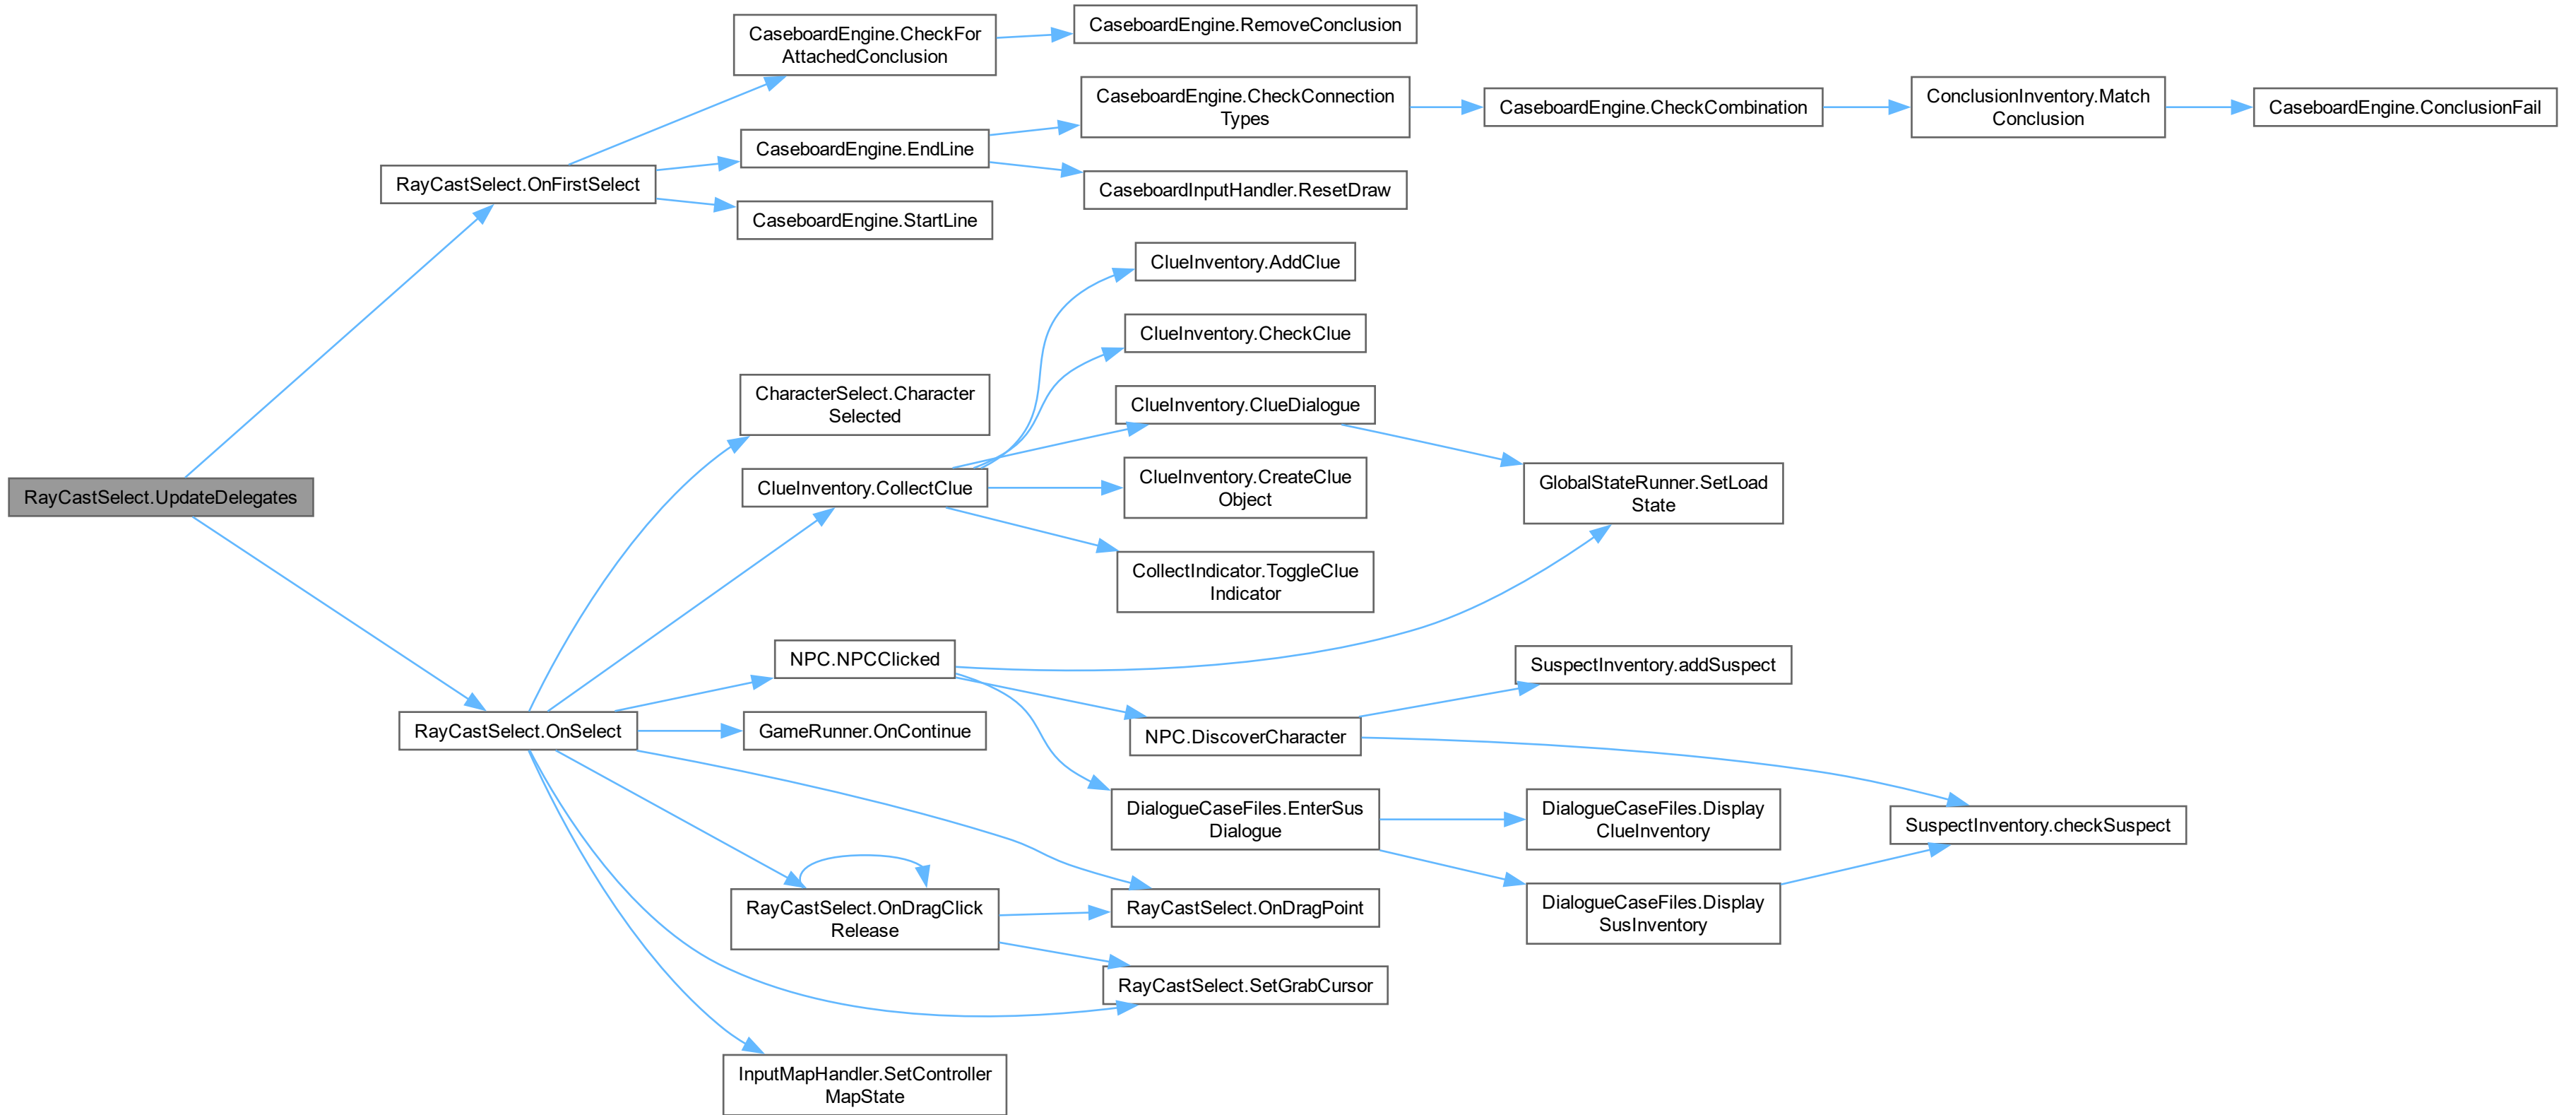 RayCastSelect.UpdateDelegates
RayCastSelect.OnFirstSelect
CaseboardEngine.CheckFor
AttachedConclusion
CaseboardEngine.RemoveConclusion
CaseboardEngine.EndLine
CaseboardEngine.CheckConnection
Types
CaseboardEngine.CheckCombination
ConclusionInventory.Match
Conclusion
CaseboardEngine.ConclusionFail
CaseboardInputHandler.ResetDraw
CaseboardEngine.StartLine
RayCastSelect.OnSelect
CharacterSelect.Character
Selected
ClueInventory.CollectClue
ClueInventory.AddClue
ClueInventory.CheckClue
ClueInventory.ClueDialogue
GlobalStateRunner.SetLoad
State
ClueInventory.CreateClue
Object
CollectIndicator.ToggleClue
Indicator
NPC.NPCClicked
NPC.DiscoverCharacter
SuspectInventory.addSuspect
SuspectInventory.checkSuspect
DialogueCaseFiles.EnterSus
Dialogue
DialogueCaseFiles.Display
ClueInventory
DialogueCaseFiles.Display
SusInventory
GameRunner.OnContinue
RayCastSelect.OnDragClick
Release
RayCastSelect.OnDragPoint
RayCastSelect.SetGrabCursor
InputMapHandler.SetController
MapState